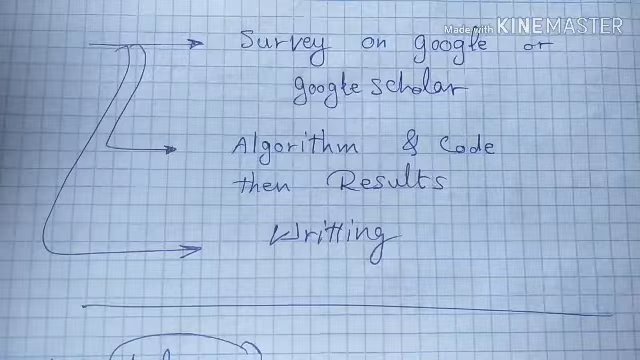 Made with KINEMASTER
Survey on google or
google scholar
Algorithm & Code
then Results
Writting